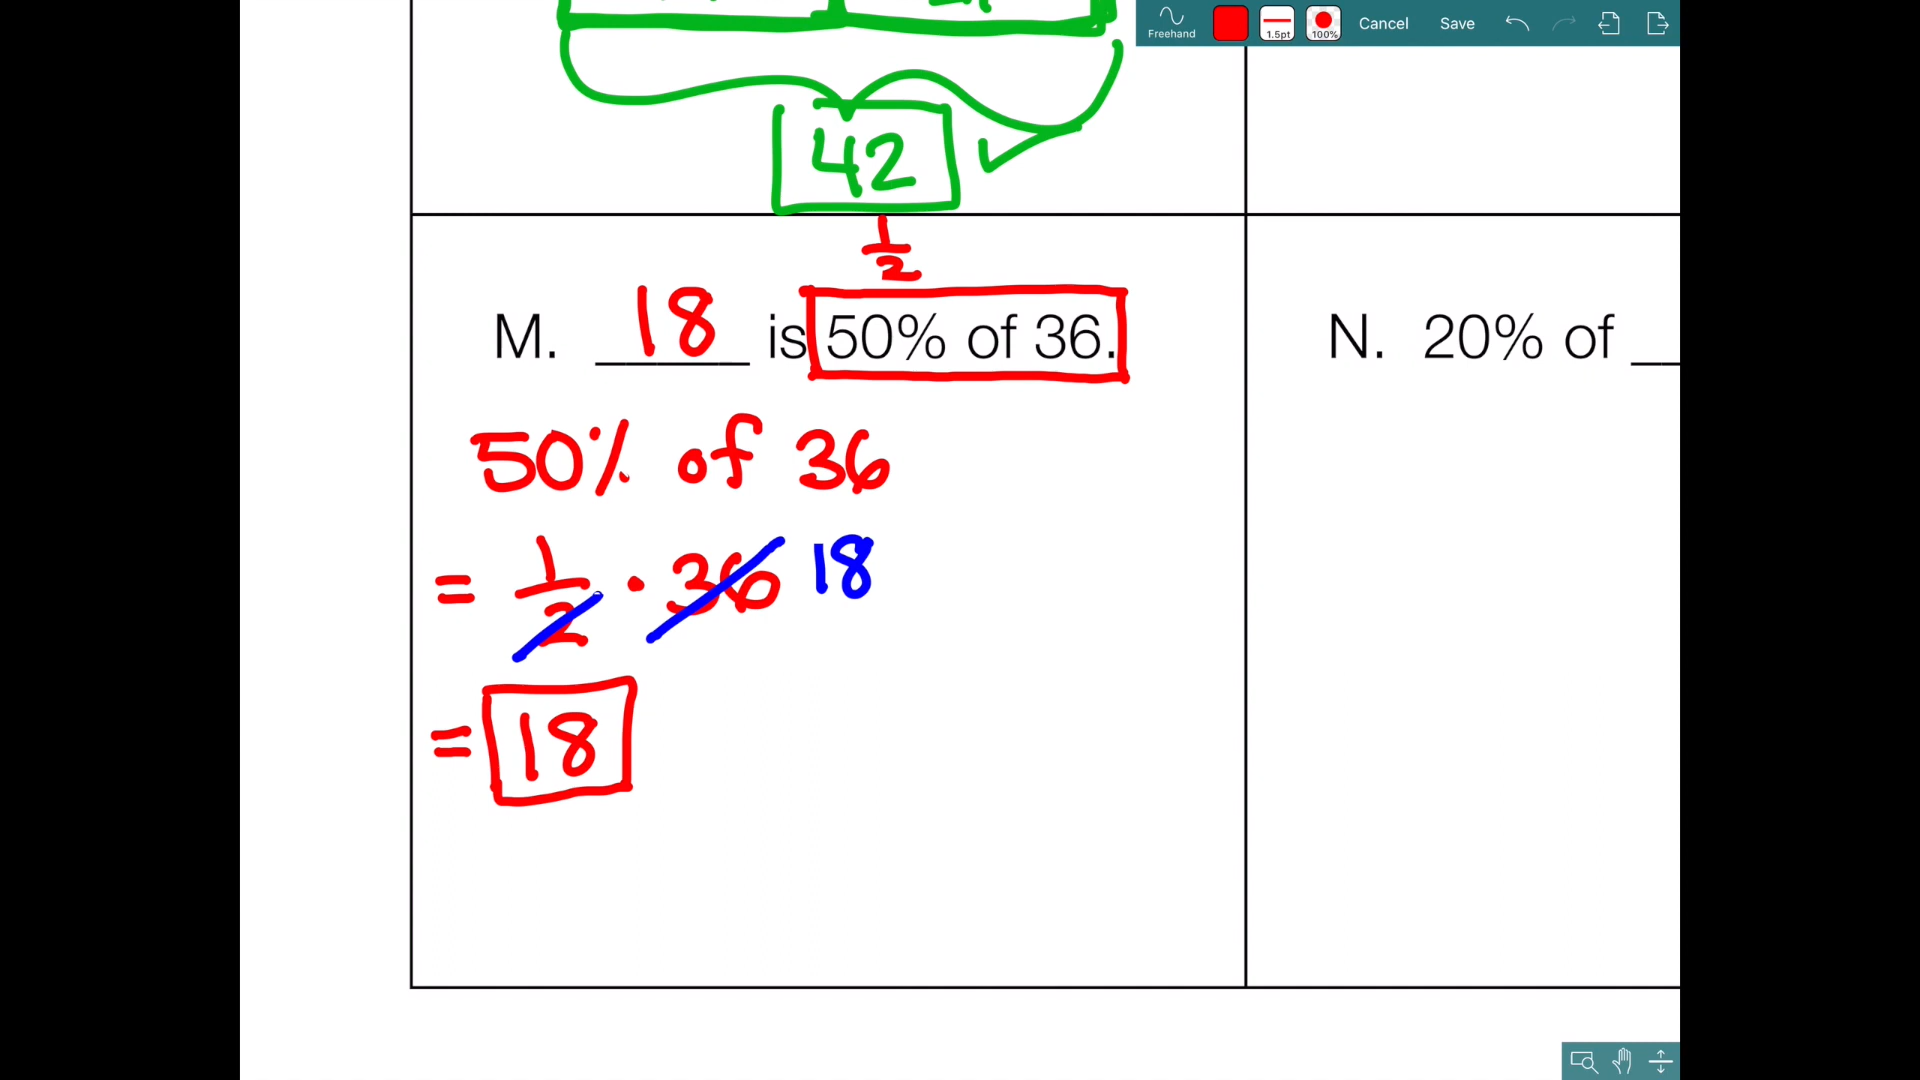 Freehand 1.5pt 100% Cancel Save
42
1/2
M. 18 is 50% of 36.
N. 20% of __
50% of 36
= 1/2 · 36 18
= 18